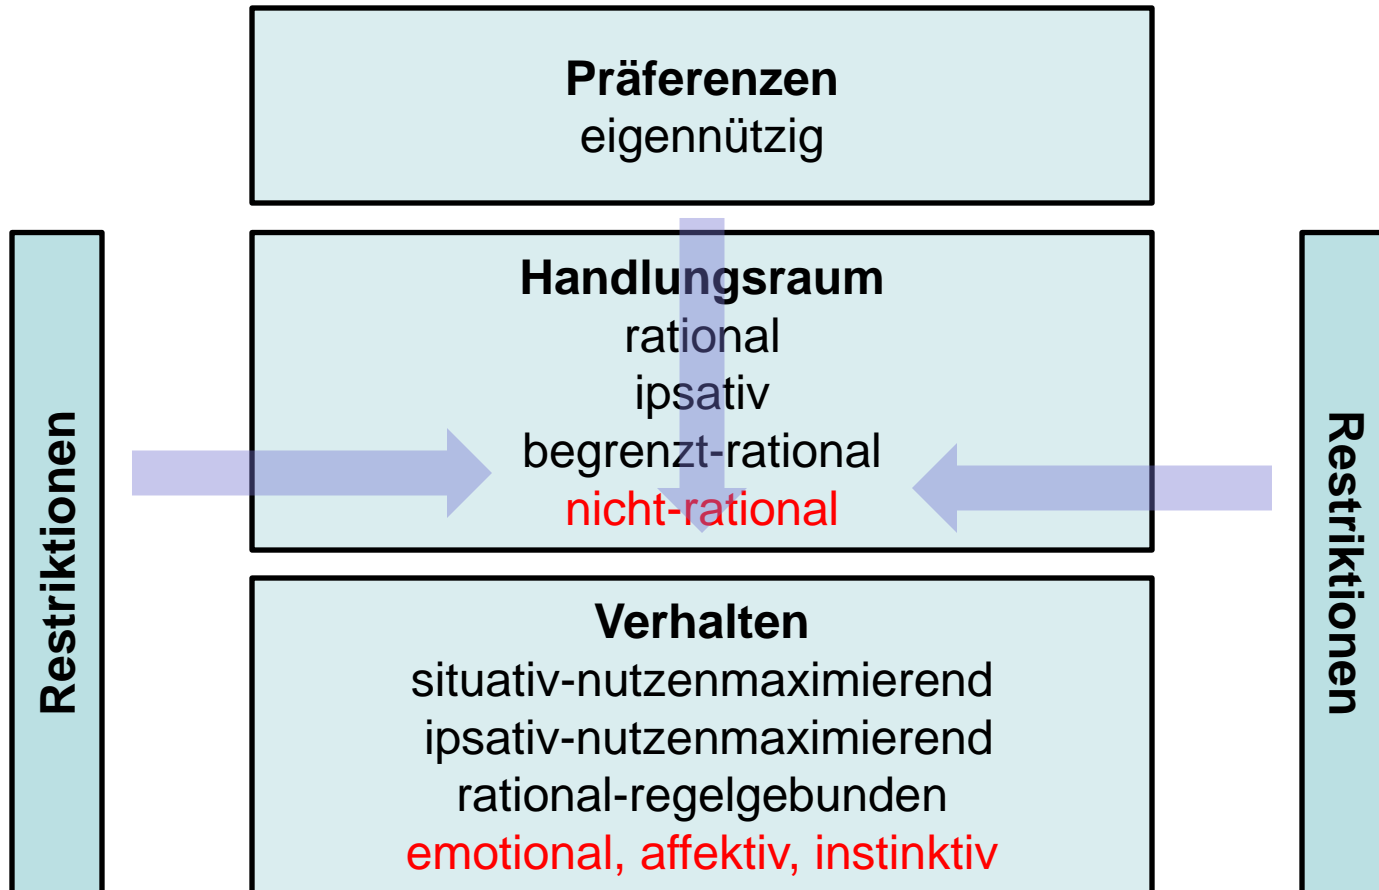 Präferenzen
eigennützig
Restriktionen
Handlungsraum
rational
ipsativ
begrenzt-rational
nicht-rational
Verhalten
situativ-nutzenmaximierend
ipsativ-nutzenmaximierend
rational-regelgebunden
emotional, affektiv, instinktiv
Restriktionen